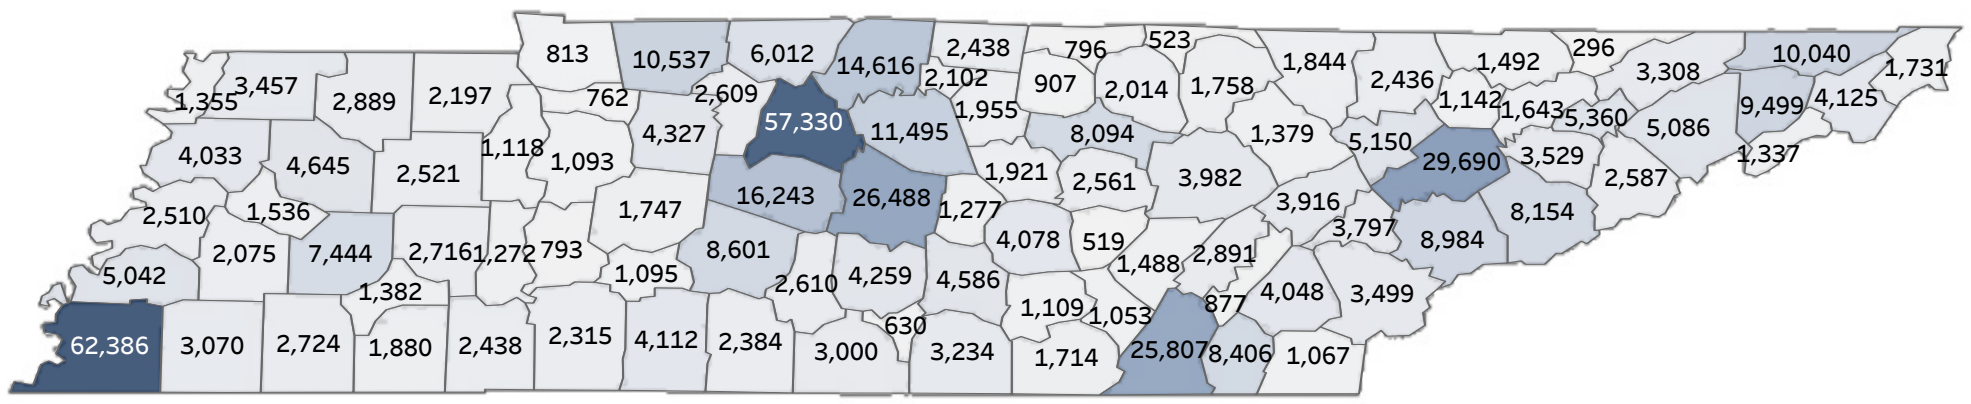 813 10,537 6,012 14,616 2,438 796 523 1,844 1,492 296 10,040 1,731
1,355 3,457 2,889 2,197 762 2,609 2,102 907 2,014 1,758 2,436 3,308
57,330 11,495 1,955 1,142 1,643 5,360 9,499 4,125
4,033 4,645 2,521 1,118 1,093 4,327 8,094 1,379 5,150 5,086
16,243 26,488 1,921 2,561 3,982 29,690 3,529 2,587 1,337
2,510 1,536 1,747 1,277 3,916 8,154
5,042 2,075 7,444 2,716 1,272 793 8,601 4,078 519 3,797 8,984
1,382 1,095 2,610 4,259 4,586 1,488 2,891 4,048 3,499
630 1,109 1,053 877
62,386 3,070 2,724 1,880 2,438 2,315 4,112 2,384 3,000 3,234 1,714 25,807 8,406 1,067